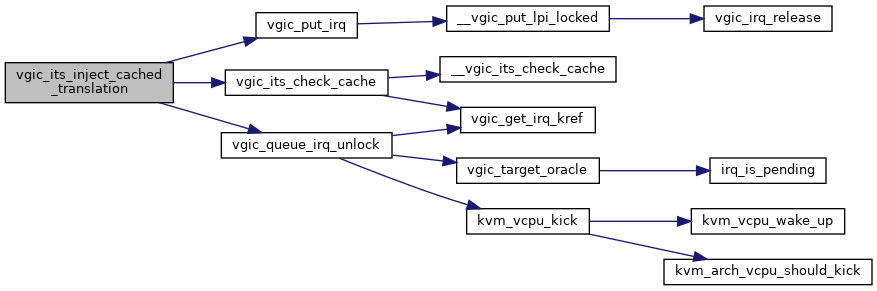 vgic_its_inject_cached
_translation
vgic_put_irq
__vgic_put_lpi_locked
vgic_irq_release
vgic_its_check_cache
__vgic_its_check_cache
vgic_get_irq_kref
vgic_queue_irq_unlock
vgic_target_oracle
irq_is_pending
kvm_vcpu_kick
kvm_vcpu_wake_up
kvm_arch_vcpu_should_kick